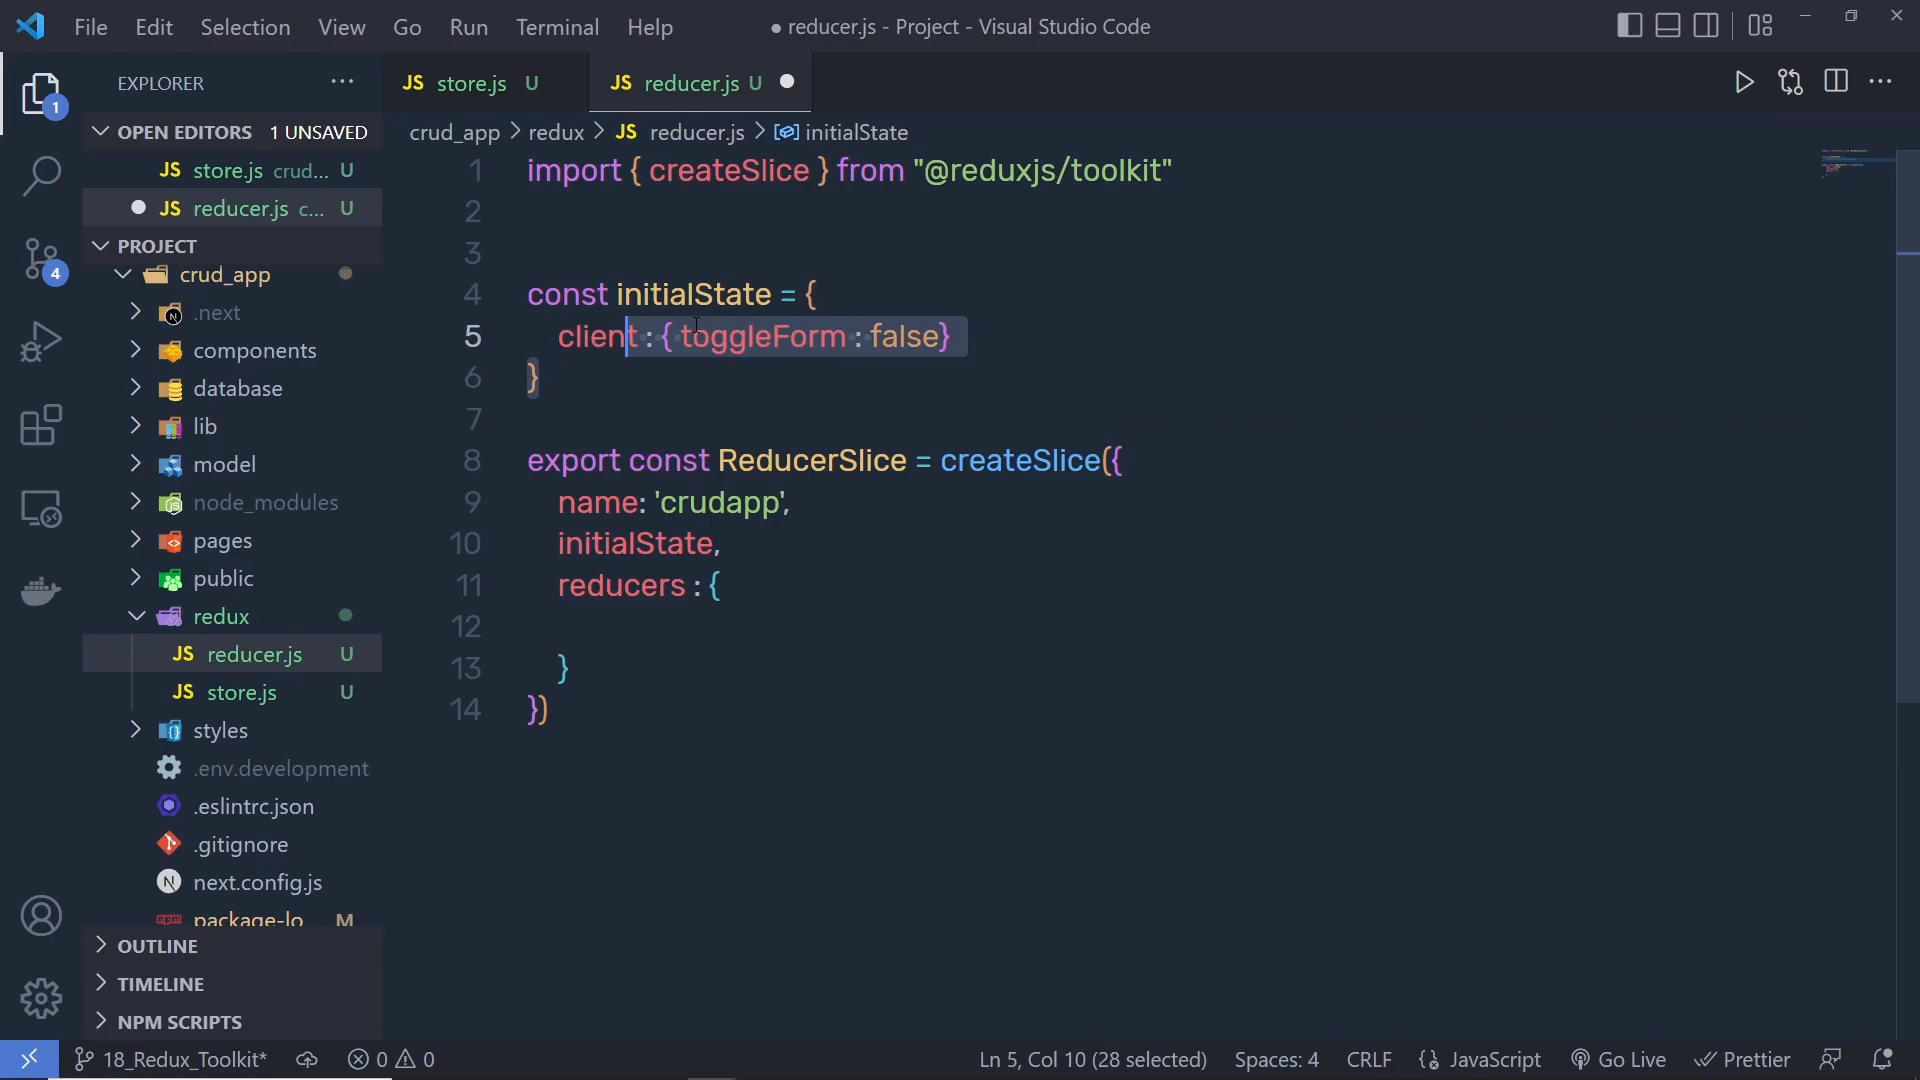 File Edit Selection View Go Run Terminal Help
● reducer.js - Project - Visual Studio Code
EXPLORER
OPEN EDITORS 1 UNSAVED
JS store.js crud... U
JS reducer.js c... U
PROJECT
crud_app
.next
components
database
lib
model
node_modules
pages
public
redux
JS reducer.js U
JS store.js U
styles
.env.development
.eslintrc.json
.gitignore
next.config.js
package-lo M
OUTLINE
TIMELINE
NPM SCRIPTS
1
4
JS store.js U
JS reducer.js U
crud_app > redux > JS reducer.js > initialState
1 import { createSlice } from "@reduxjs/toolkit"
2
3
4 const initialState = {
5 client : { toggleForm : false}
6 }
7
8 export const ReducerSlice = createSlice({
9 name: 'crudapp',
10 initialState,
11 reducers : {
12
13 }
14 })
18_Redux_Toolkit* 0 0
Ln 5, Col 10 (28 selected) Spaces: 4 CRLF {} JavaScript Go Live Prettier